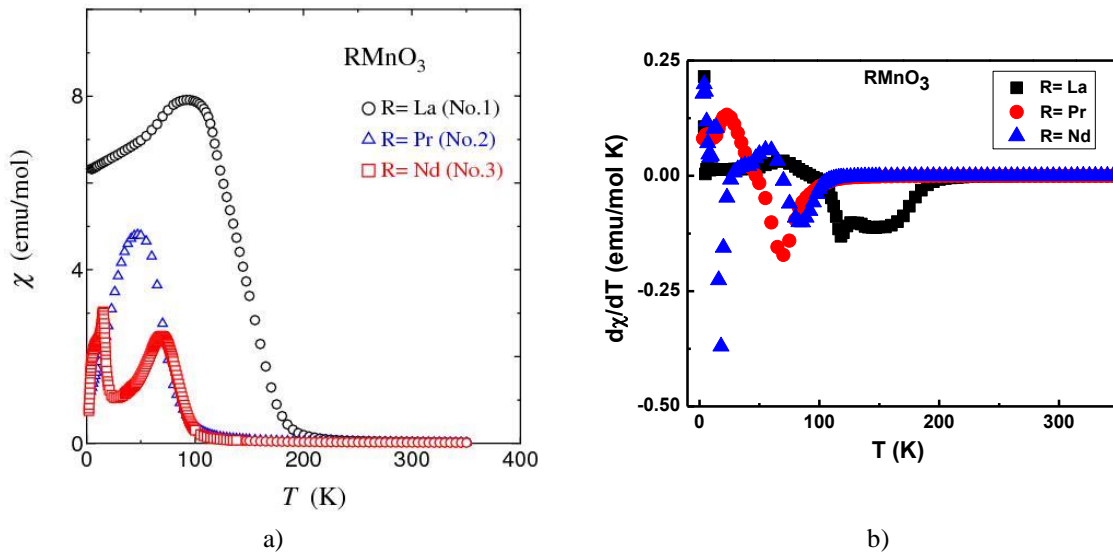 RMnO₃
R= La (No.1)
R= Pr (No.2)
R= Nd (No.3)
χ (emu/mol)
8
4
0
0 100 200 300 400
T (K)
a)
RMnO₃
R= La
R= Pr
R= Nd
dχ/dT (emu/mol K)
0.25
0.00
-0.25
-0.50
0 100 200 300
T (K)
b)